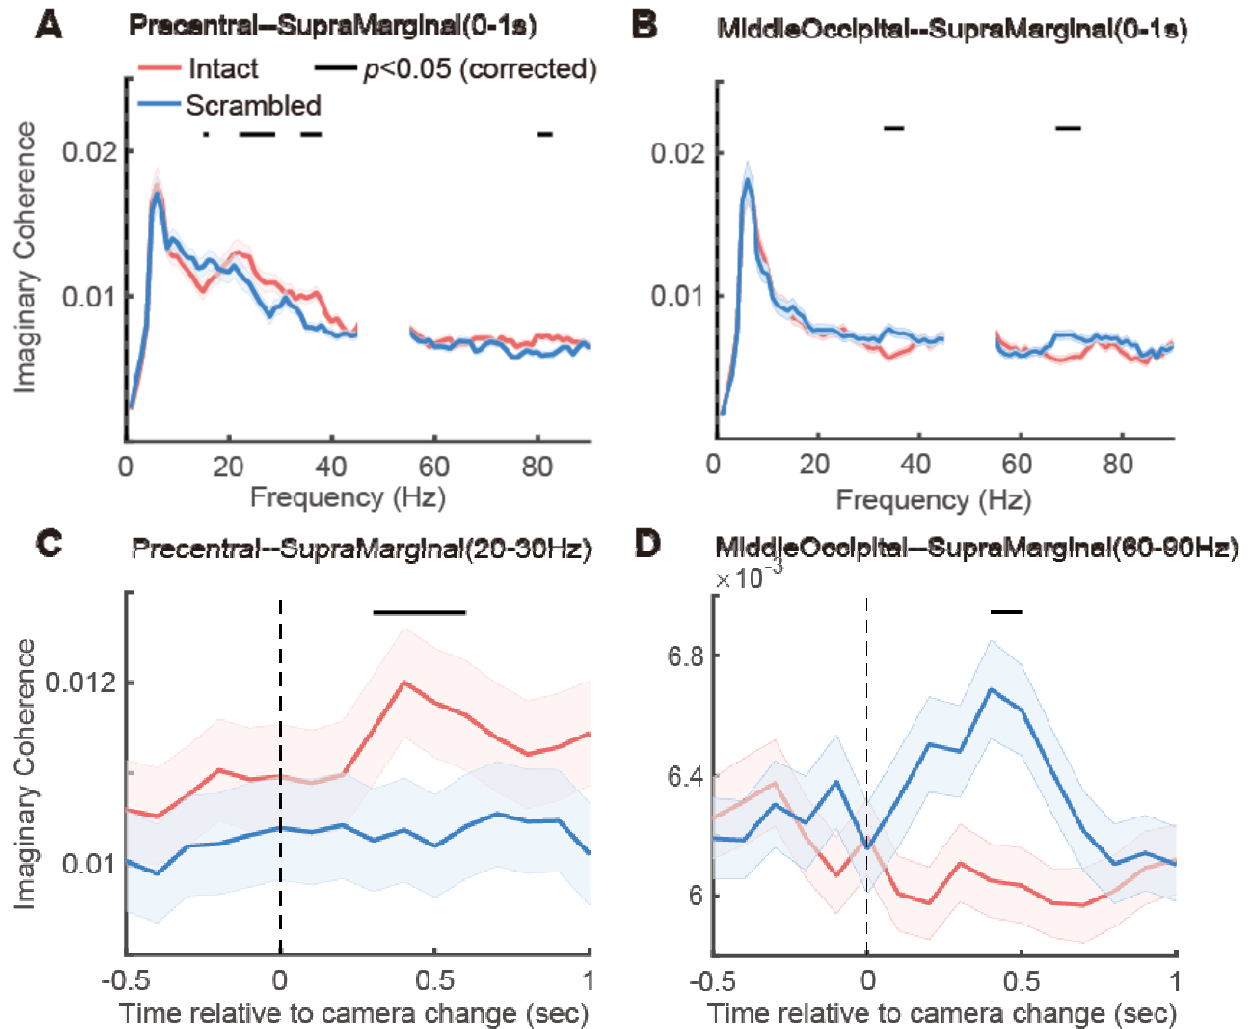 A Precentral--SupraMarginal(0-1s)
Intact p<0.05 (corrected)
Scrambled
Imaginary Coherence
0.02
0.01
0 20 40 60 80
Frequency (Hz)
B MiddleOccipital--SupraMarginal(0-1s)
0.02
0.01
0 20 40 60 80
Frequency (Hz)
C Precentral--SupraMarginal(20-30Hz)
Imaginary Coherence
0.012
0.01
-0.5 0 0.5 1
Time relative to camera change (sec)
D MiddleOccipital--SupraMarginal(60-90Hz)
×10⁻³
6.8
6.4
6
-0.5 0 0.5 1
Time relative to camera change (sec)